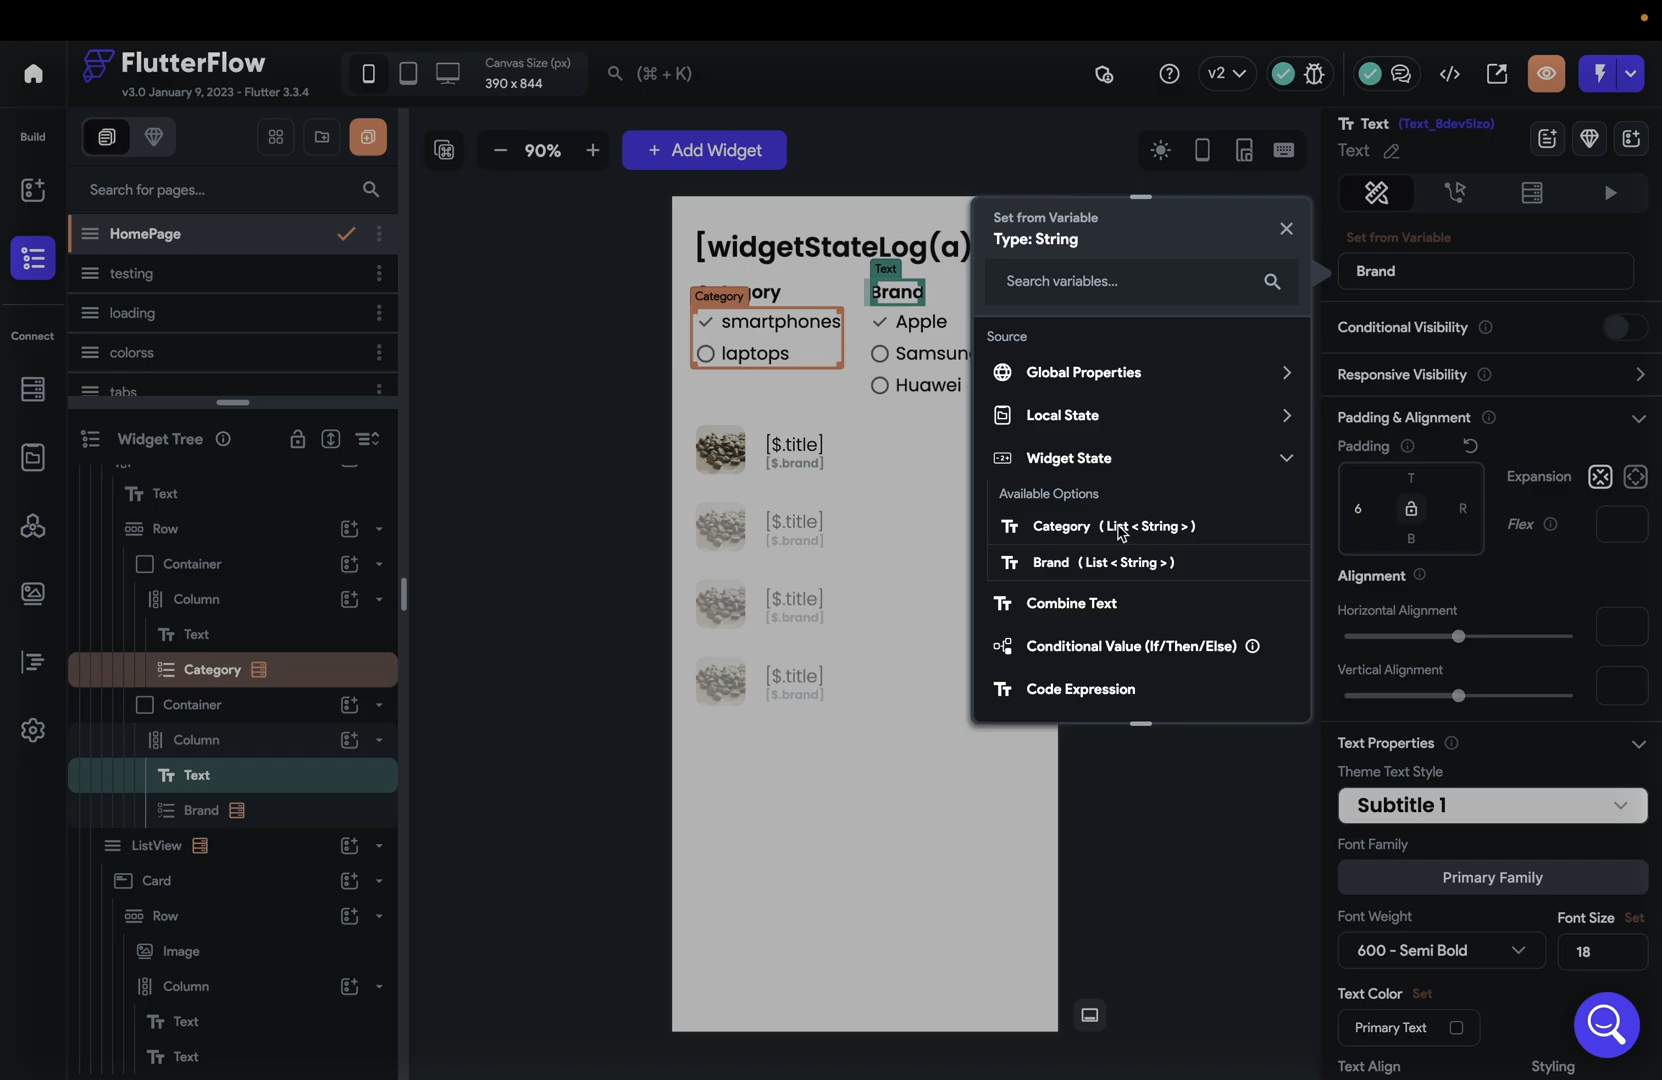 FlutterFlow
v3.0 January 9, 2023 - Flutter 3.3.4
Canvas Size (px)
390 x 844
(⌘ + K)
v2
Build
Connect
Search for pages...
HomePage
testing
loading
colorss
tabs
Widget Tree
Text
Row
Container
Column
Text
Category
Container
Column
Text
Brand
ListView
Card
Row
Image
Column
Text
Text
90%
+ Add Widget
[widgetStateLog(a)
Category
ory
smartphones
laptops
Text
Brand
Apple
Samsun
Huawei
[$.title]
[$.brand]
[$.title]
[$.brand]
[$.title]
[$.brand]
[$.title]
[$.brand]
Set from Variable
Type: String
Search variables...
Source
Global Properties
Local State
Widget State
Available Options
Category ( List < String > )
Brand ( List < String > )
Combine Text
Conditional Value (If/Then/Else)
Code Expression
Text (Text_8dev5lzo)
Text
Set from Variable
Brand
Conditional Visibility
Responsive Visibility
Padding & Alignment
Padding
T
6
R
B
Expansion
Flex
Alignment
Horizontal Alignment
Vertical Alignment
Text Properties
Theme Text Style
Subtitle 1
Font Family
Primary Family
Font Weight
600 - Semi Bold
Font Size Set
18
Text Color Set
Primary Text
Text Align
Styling